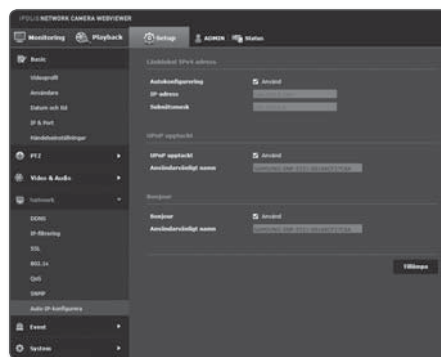 iPOLiS NETWORK CAMERA WEBVIEWER
Monitoring Playback Setup ADMIN Status
Basic
Videoprofil
Användare
Datum och tid
IP & Port
Händelseinställningar
PTZ
Video & Audio
Network
DDNS
IP-filtrering
SSL
802.1x
QoS
SNMP
Auto IP-konfigurera
Event
System
Länklokal IPv4 adress
Autokonfigurering Använd
IP-adress
Subnätsmask
UPnP upptäckt
UPnP upptäckt Använd
Användarvänligt namn
Bonjour
Bonjour Använd
Användarvänligt namn
Tillämpa